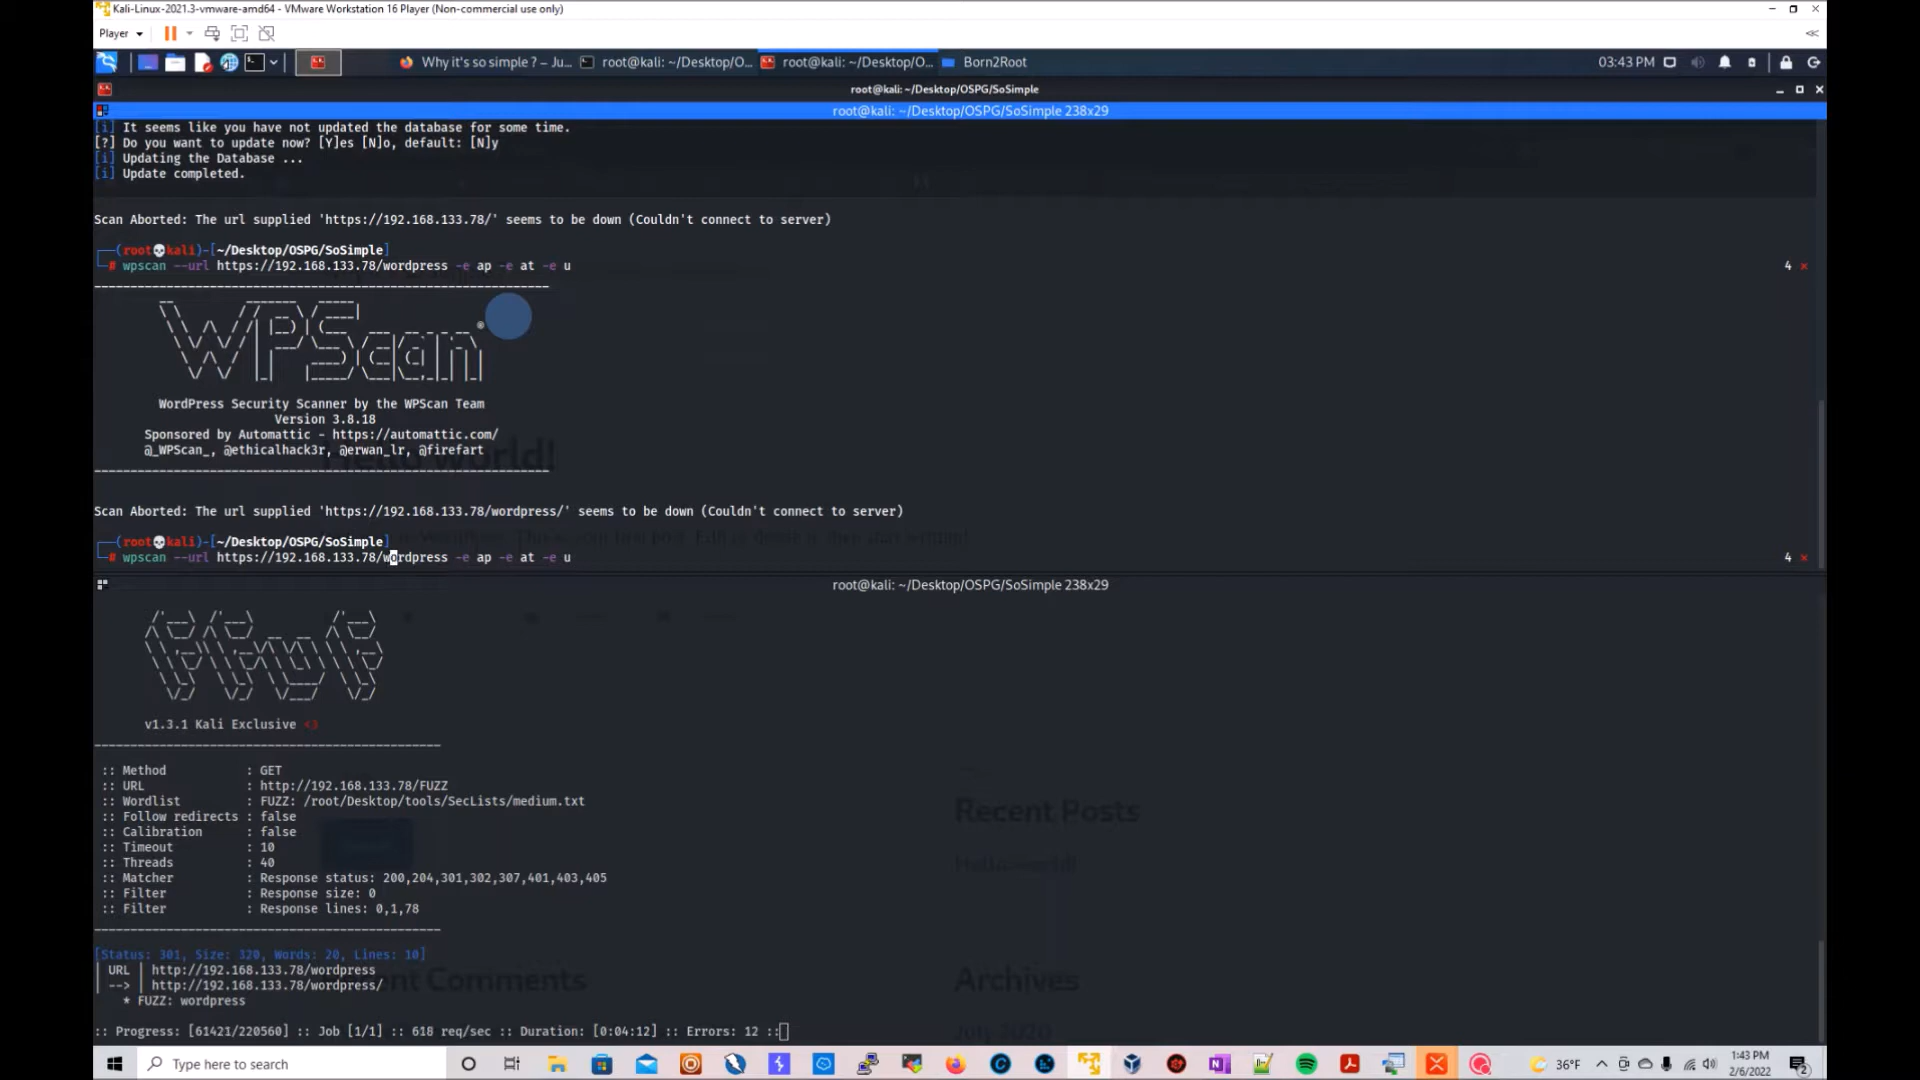 Kali-Linux-2021.3-vmware-amd64 - VMware Workstation 16 Player (Non-commercial use only)
Player
Why it's so simple ? – Ju...
root@kali: ~/Desktop/O...
root@kali: ~/Desktop/O...
Born2Root
03:43 PM
root@kali: ~/Desktop/OSPG/SoSimple
root@kali: ~/Desktop/OSPG/SoSimple 238x29
[i] It seems like you have not updated the database for some time.
[?] Do you want to update now? [Y]es [N]o, default: [N]y
[i] Updating the Database ...
[i] Update completed.
Scan Aborted: The url supplied 'https://192.168.133.78/' seems to be down (Couldn't connect to server)
(root💀kali)-[~/Desktop/OSPG/SoSimple]
# wpscan --url https://192.168.133.78/wordpress -e ap -e at -e u
4 ×
WPScan ®
WordPress Security Scanner by the WPScan Team
Version 3.8.18
Sponsored by Automattic - https://automattic.com/
@_WPScan_, @ethicalhack3r, @erwan_lr, @firefart
Hello world!
Scan Aborted: The url supplied 'https://192.168.133.78/wordpress/' seems to be down (Couldn't connect to server)
(root💀kali)-[~/Desktop/OSPG/SoSimple]
# wpscan --url https://192.168.133.78/wordpress -e ap -e at -e u
4 ×
root@kali: ~/Desktop/OSPG/SoSimple 238x29
v1.3.1 Kali Exclusive <3
:: Method : GET
:: URL : http://192.168.133.78/FUZZ
:: Wordlist : FUZZ: /root/Desktop/tools/SecLists/medium.txt
:: Follow redirects : false
:: Calibration : false
:: Timeout : 10
:: Threads : 40
:: Matcher : Response status: 200,204,301,302,307,401,403,405
:: Filter : Response size: 0
:: Filter : Response lines: 0,1,78
Recent Posts
Hello world!
[Status: 301, Size: 320, Words: 20, Lines: 10]
| URL | http://192.168.133.78/wordpress
| --> | http://192.168.133.78/wordpress/
* FUZZ: wordpress
Comments
Archives
:: Progress: [61421/220560] :: Job [1/1] :: 618 req/sec :: Duration: [0:04:12] :: Errors: 12 ::
Type here to search
36°F
1:43 PM
2/6/2022
2